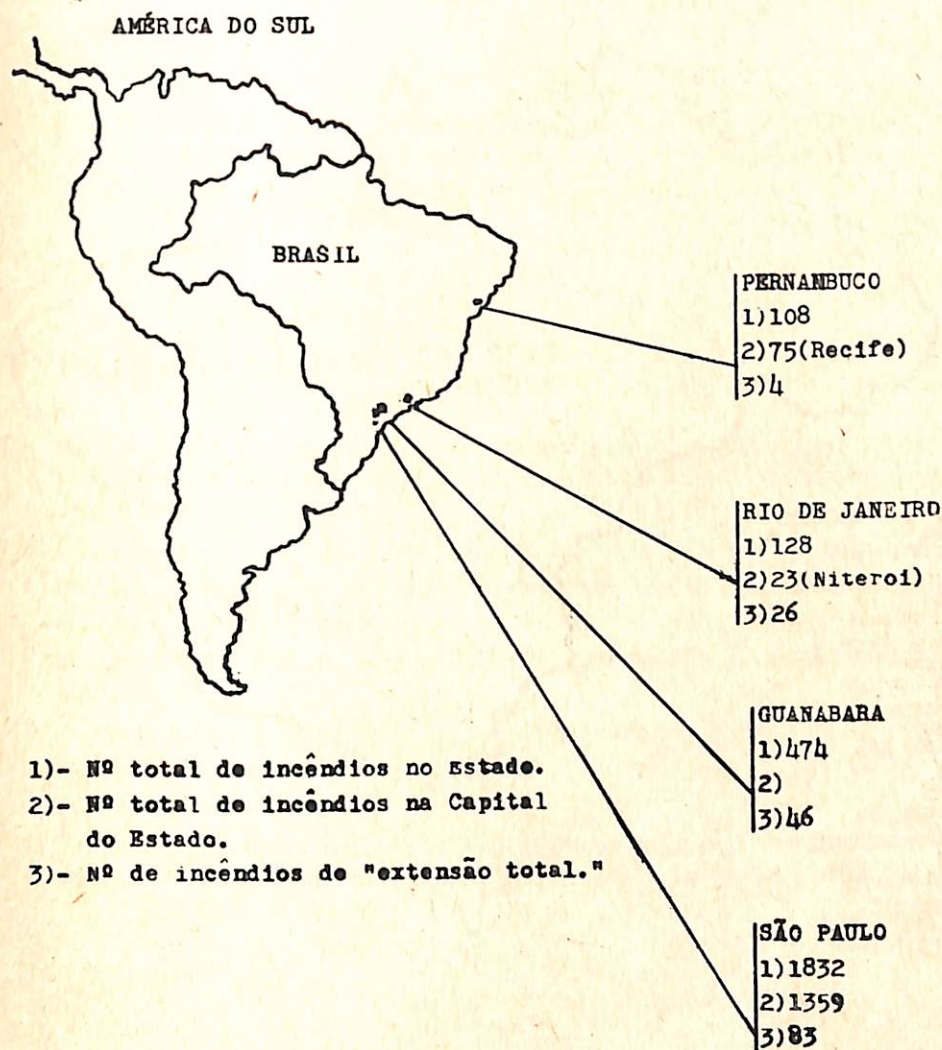 AMÉRICA DO SUL
BRASIL
PERNAMBUCO
1)108
2)75(Recife)
3)4
RIO DE JANEIRO
1)128
2)23(Niteroi)
3)26
GUANABARA
1)474
2)
3)46
1)- Nº total de incêndios no Estado.
2)- Nº total de incêndios na Capital
do Estado.
3)- Nº de incêndios de "extensão total."
SÃO PAULO
1)1832
2)1359
3)83